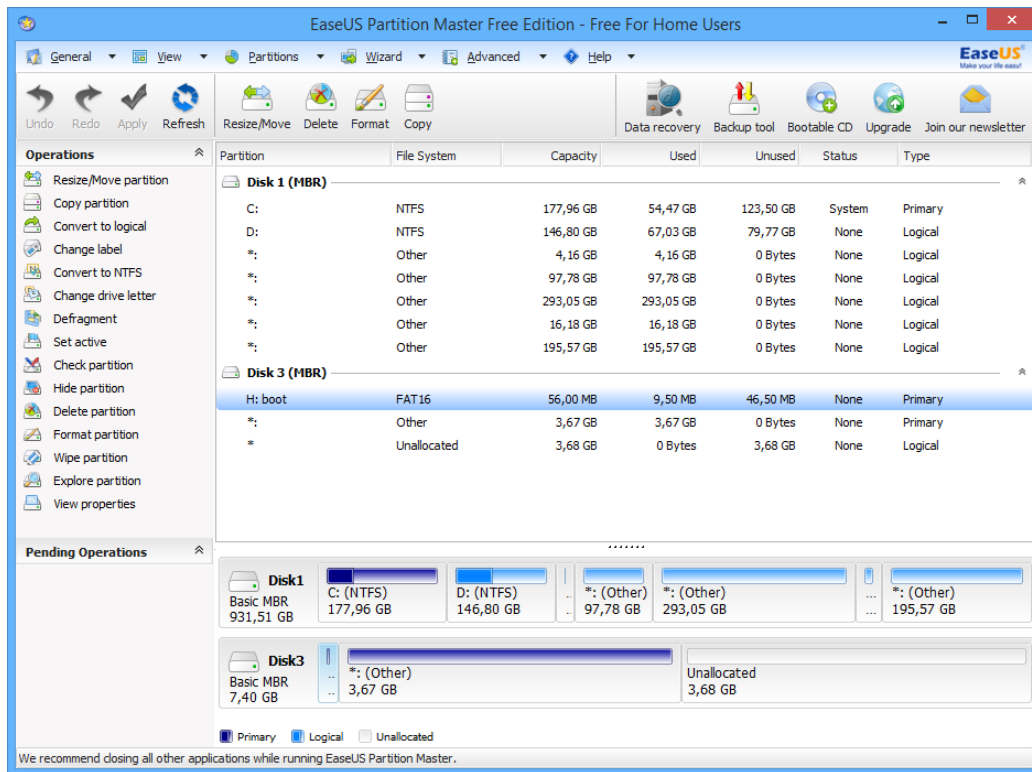 EaseUS Partition Master Free Edition - Free For Home Users
General View Partitions Wizard Advanced Help
EaseUS
Make your life easy!
Undo Redo Apply Refresh Resize/Move Delete Format Copy Data recovery Backup tool Bootable CD Upgrade Join our newsletter
Operations
Resize/Move partition
Copy partition
Convert to logical
Change label
Convert to NTFS
Change drive letter
Defragment
Set active
Check partition
Hide partition
Delete partition
Format partition
Wipe partition
Explore partition
View properties
Pending Operations
Partition File System Capacity Used Unused Status Type
Disk 1 (MBR)
C: NTFS 177,96 GB 54,47 GB 123,50 GB System Primary
D: NTFS 146,80 GB 67,03 GB 79,77 GB None Logical
*: Other 4,16 GB 4,16 GB 0 Bytes None Logical
*: Other 97,78 GB 97,78 GB 0 Bytes None Logical
*: Other 293,05 GB 293,05 GB 0 Bytes None Logical
*: Other 16,18 GB 16,18 GB 0 Bytes None Logical
*: Other 195,57 GB 195,57 GB 0 Bytes None Logical
Disk 3 (MBR)
H: boot FAT16 56,00 MB 9,50 MB 46,50 MB None Primary
*: Other 3,67 GB 3,67 GB 0 Bytes None Primary
* Unallocated 3,68 GB 0 Bytes 3,68 GB None Logical
Disk1
Basic MBR
931,51 GB
C: (NTFS)
177,96 GB
D: (NTFS)
146,80 GB
..
..
*: (Other)
97,78 GB
*: (Other)
293,05 GB
...
...
*: (Other)
195,57 GB
Disk3
Basic MBR
7,40 GB
..
..
*: (Other)
3,67 GB
Unallocated
3,68 GB
Primary Logical Unallocated
We recommend closing all other applications while running EaseUS Partition Master.